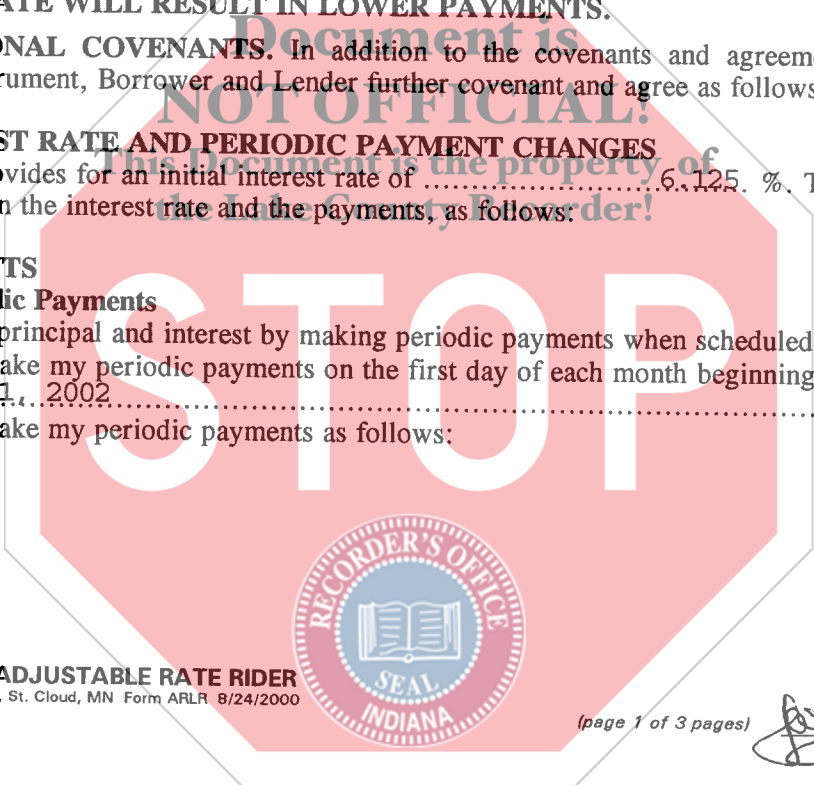 ATE WILL RESULT IN LOWER PAYMENTS.
Document is
NAL COVENANTS. In addition to the covenants and agreem
rument, Borrower and Lender further covenant and agree as follows
NOT OFFICIAL!
ST RATE AND PERIODIC PAYMENT CHANGES
This Document is the property of
vides for an initial interest rate of ........................6.125. %. T
n the interest rate and the payments, as follows:
the Lake County Recorder!
TS
lic Payments
principal and interest by making periodic payments when scheduled
ake my periodic payments on the first day of each month beginning
1, 2002
ake my periodic payments as follows:
STOP
RECORDER'S OFFICE
SEAL
INDIANA
ADJUSTABLE RATE RIDER
, St. Cloud, MN Form ARLR 8/24/2000
(page 1 of 3 pages)